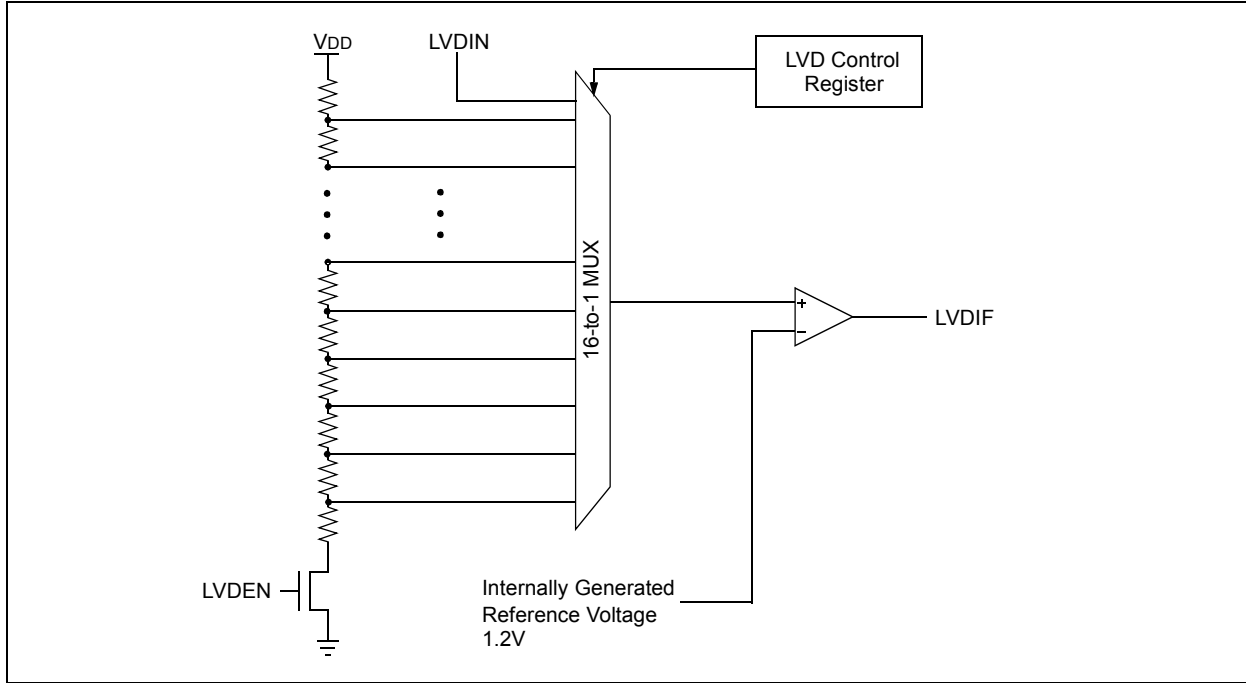 VDD
LVDIN
LVD Control
Register
16-to-1 MUX
+
−
LVDIF
LVDEN
Internally Generated
Reference Voltage
1.2V